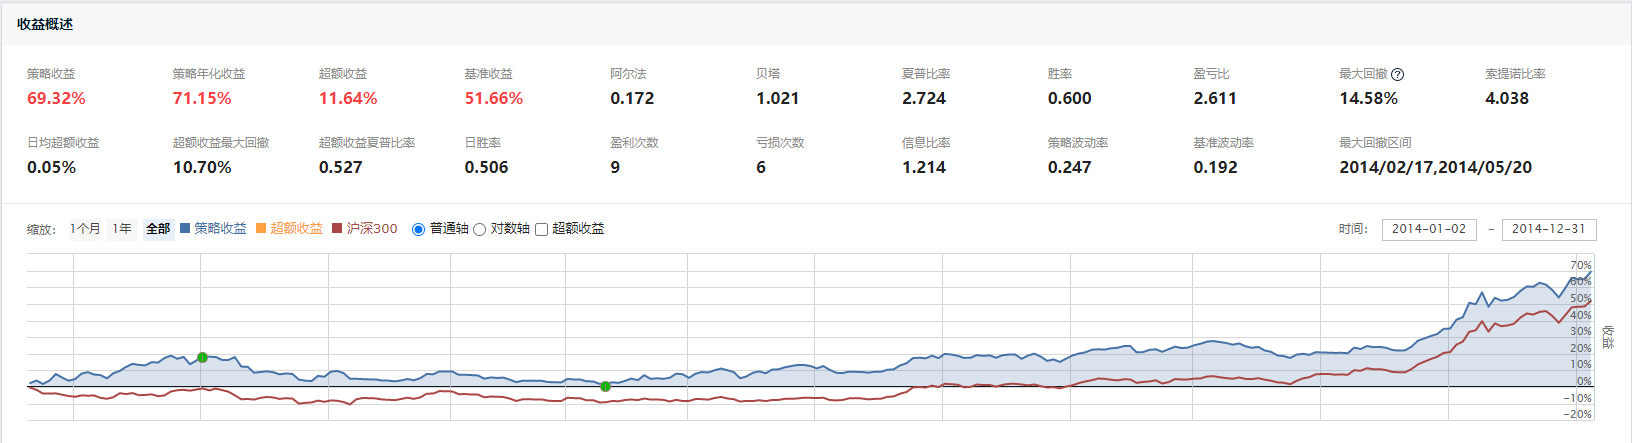 收益概述
策略收益 策略年化收益 超额收益 基准收益 阿尔法 贝塔 夏普比率 胜率 盈亏比 最大回撤 ? 索提诺比率
69.32% 71.15% 11.64% 51.66% 0.172 1.021 2.724 0.600 2.611 14.58% 4.038
日均超额收益 超额收益最大回撤 超额收益夏普比率 日胜率 盈利次数 亏损次数 信息比率 策略波动率 基准波动率 最大回撤区间
0.05% 10.70% 0.527 0.506 9 6 1.214 0.247 0.192 2014/02/17,2014/05/20
缩放: 1个月 1年 全部 策略收益 超额收益 沪深300 普通轴 对数轴 超额收益 时间: 2014-01-02 - 2014-12-31
70%
60%
50%
40%
30%
20%
10%
0%
-10%
-20%
收益